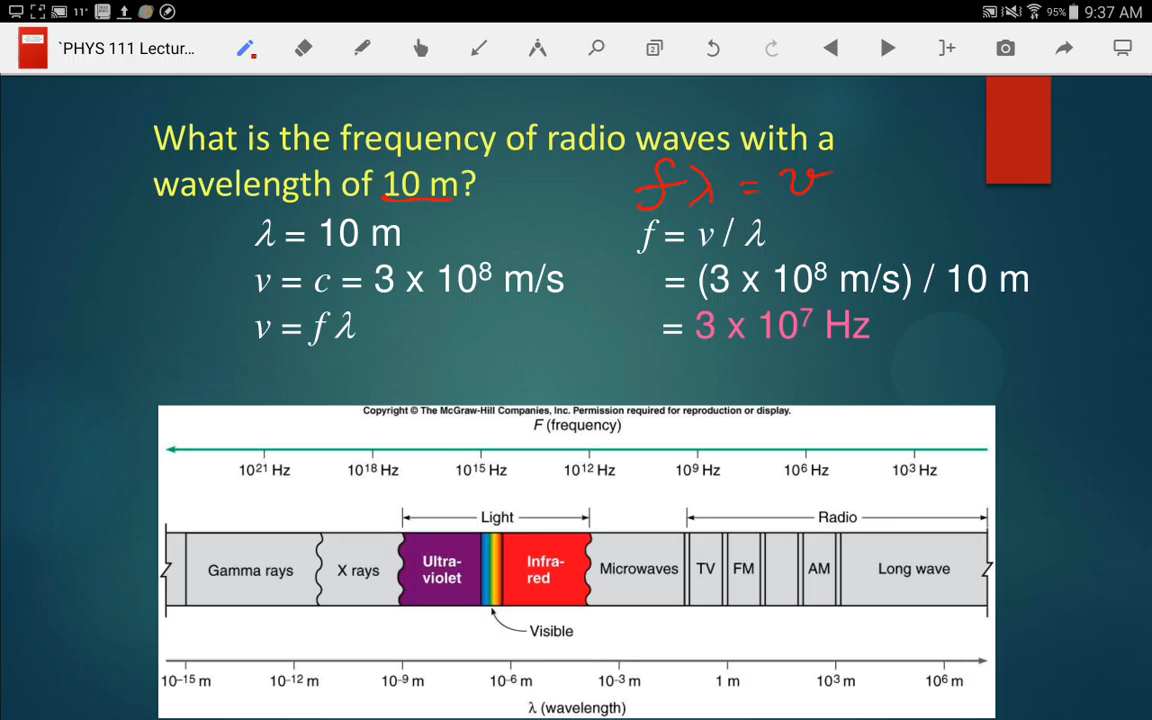 11°
95%
9:37 AM
`PHYS 111 Lectur...
2
What is the frequency of radio waves with a
wavelength of 10 m?
fλ = v
λ = 10 m
f = v / λ
v = c = 3 x 10⁸ m/s
= (3 x 10⁸ m/s) / 10 m
v = f λ
= 3 x 10⁷ Hz
Copyright © The McGraw-Hill Companies, Inc. Permission required for reproduction or display.
F (frequency)
10²¹ Hz 10¹⁸ Hz 10¹⁵ Hz 10¹² Hz 10⁹ Hz 10⁶ Hz 10³ Hz
Light Radio
Gamma rays X rays Ultra-
violet Infra-
red Microwaves TV FM AM Long wave
Visible
10⁻¹⁵ m 10⁻¹² m 10⁻⁹ m 10⁻⁶ m 10⁻³ m 1 m 10³ m 10⁶ m
λ (wavelength)